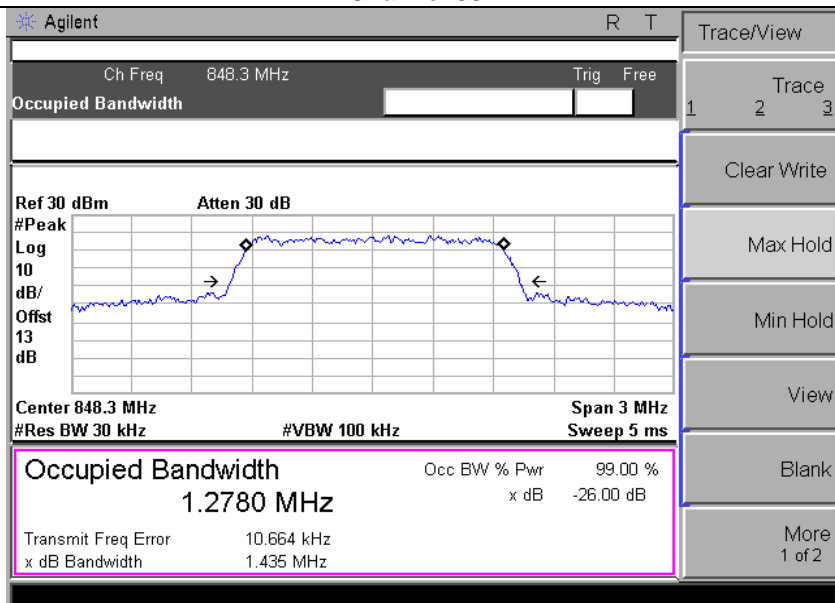 Agilent R T
Trace/View
Ch Freq 848.3 MHz Trig Free
Occupied Bandwidth
Trace
1 2 3
Clear Write
Ref 30 dBm Atten 30 dB
#Peak
Log
10
dB/
Offst
13
dB
Max Hold
Min Hold
View
Center 848.3 MHz Span 3 MHz
#Res BW 30 kHz #VBW 100 kHz Sweep 5 ms
Occupied Bandwidth Occ BW % Pwr 99.00 %
1.2780 MHz x dB -26.00 dB
Transmit Freq Error 10.664 kHz
x dB Bandwidth 1.435 MHz
Blank
More
1 of 2